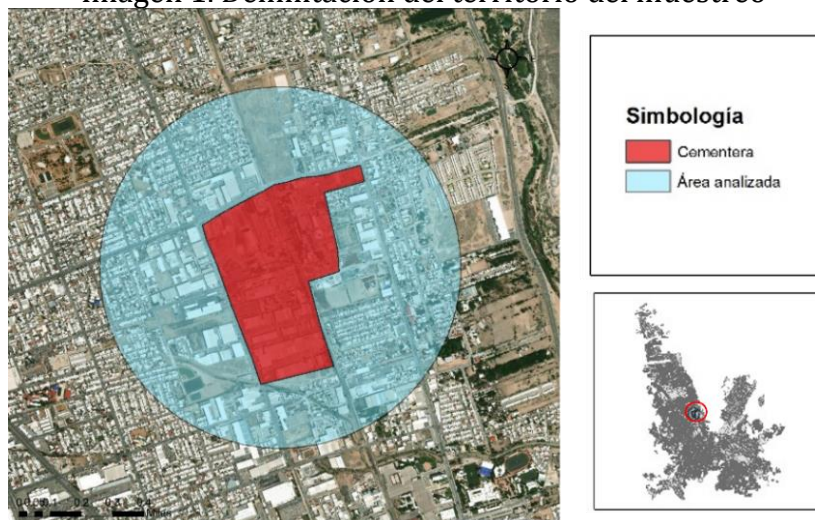 Imagen 1. Delimitación del territorio del muestreo
Simbología
Cementera
Área analizada